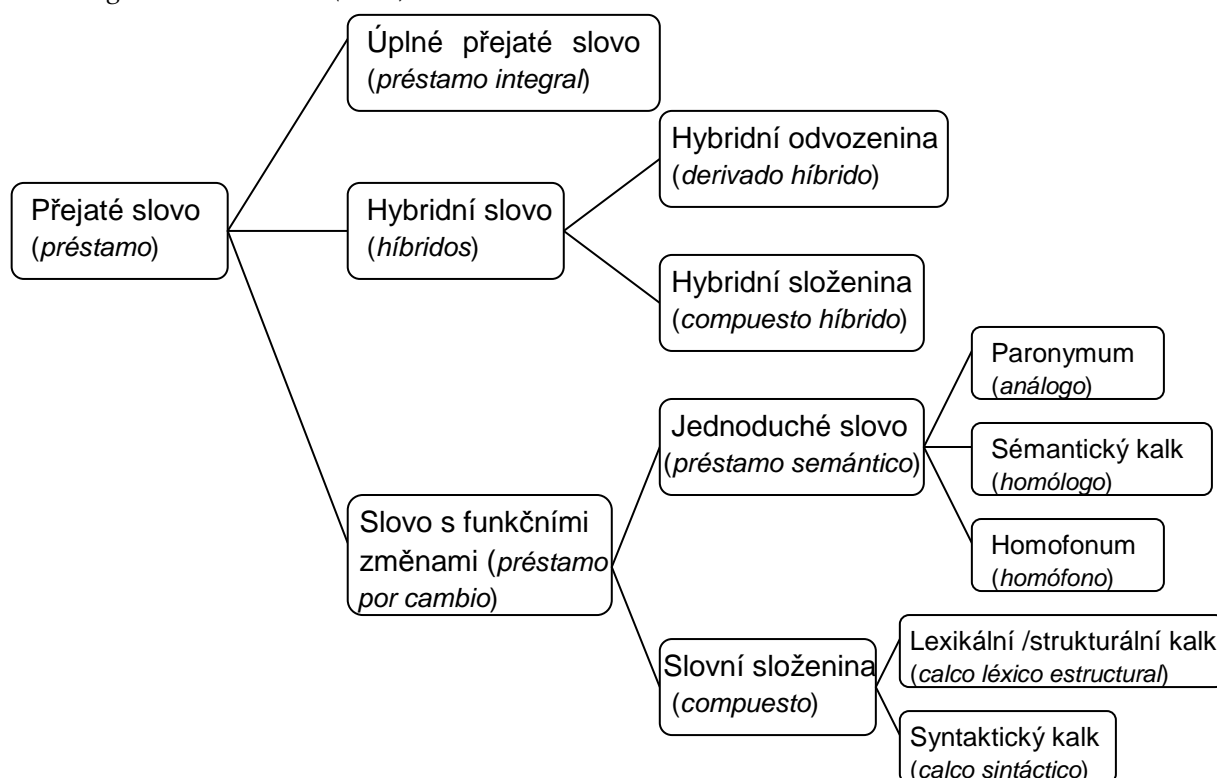 Úplné přejaté slovo
(préstamo integral)
Hybridní odvozenina
(derivado híbrido)
Přejaté slovo
(préstamo)
Hybridní slovo
(híbridos)
Hybridní složenina
(compuesto híbrido)
Paronymum
(análogo)
Jednoduché slovo
(préstamo semántico)
Sémantický kalk
(homólogo)
Slovo s funkčními
změnami (préstamo
por cambio)
Homofonum
(homófono)
Slovní složenina
(compuesto)
Lexikální /strukturální kalk
(calco léxico estructural)
Syntaktický kalk
(calco sintáctico)